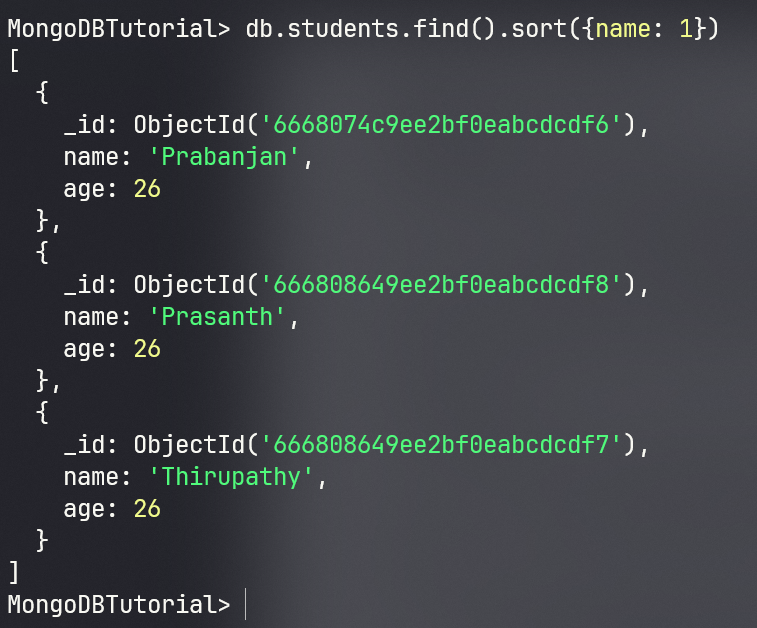 MongoDBTutorial> db.students.find().sort({name: 1})
[
  {
    _id: ObjectId('6668074c9ee2bf0eabcdcdf6'),
    name: 'Prabanjan',
    age: 26
  },
  {
    _id: ObjectId('666808649ee2bf0eabcdcdf8'),
    name: 'Prasanth',
    age: 26
  },
  {
    _id: ObjectId('666808649ee2bf0eabcdcdf7'),
    name: 'Thirupathy',
    age: 26
  }
]
MongoDBTutorial>